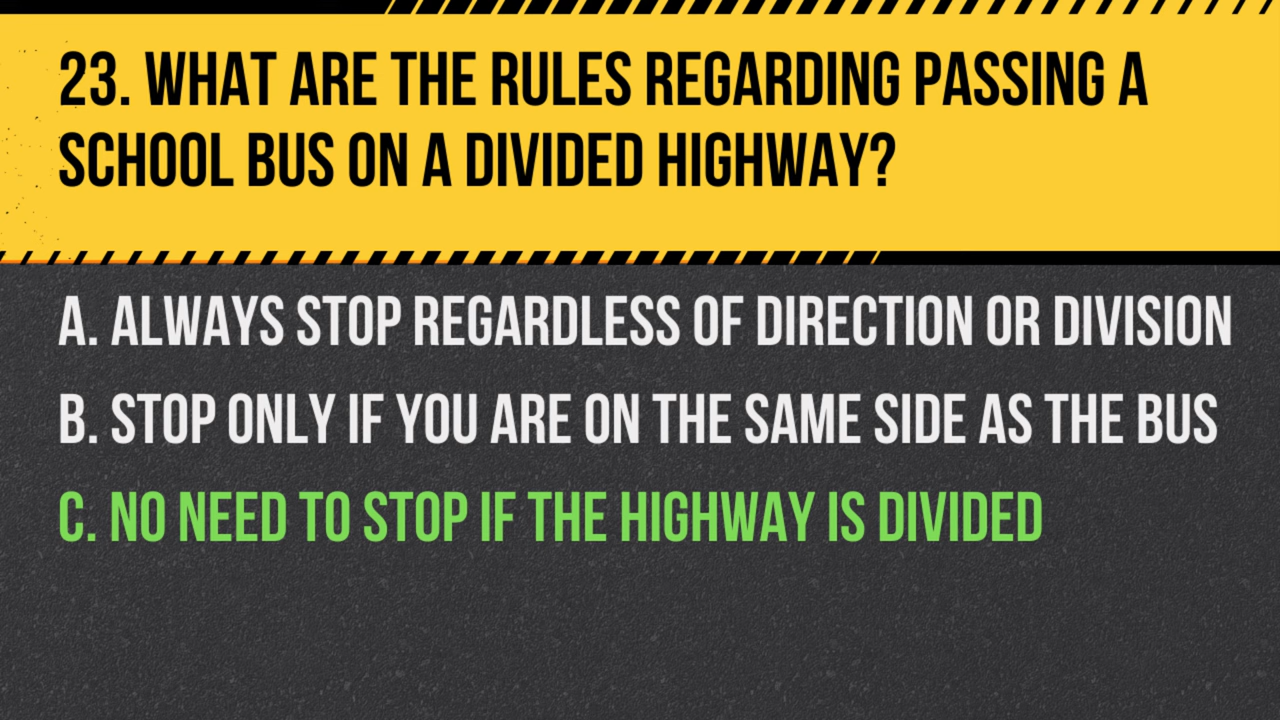 23. WHAT ARE THE RULES REGARDING PASSING A
SCHOOL BUS ON A DIVIDED HIGHWAY?
A. ALWAYS STOP REGARDLESS OF DIRECTION OR DIVISION
B. STOP ONLY IF YOU ARE ON THE SAME SIDE AS THE BUS
C. NO NEED TO STOP IF THE HIGHWAY IS DIVIDED